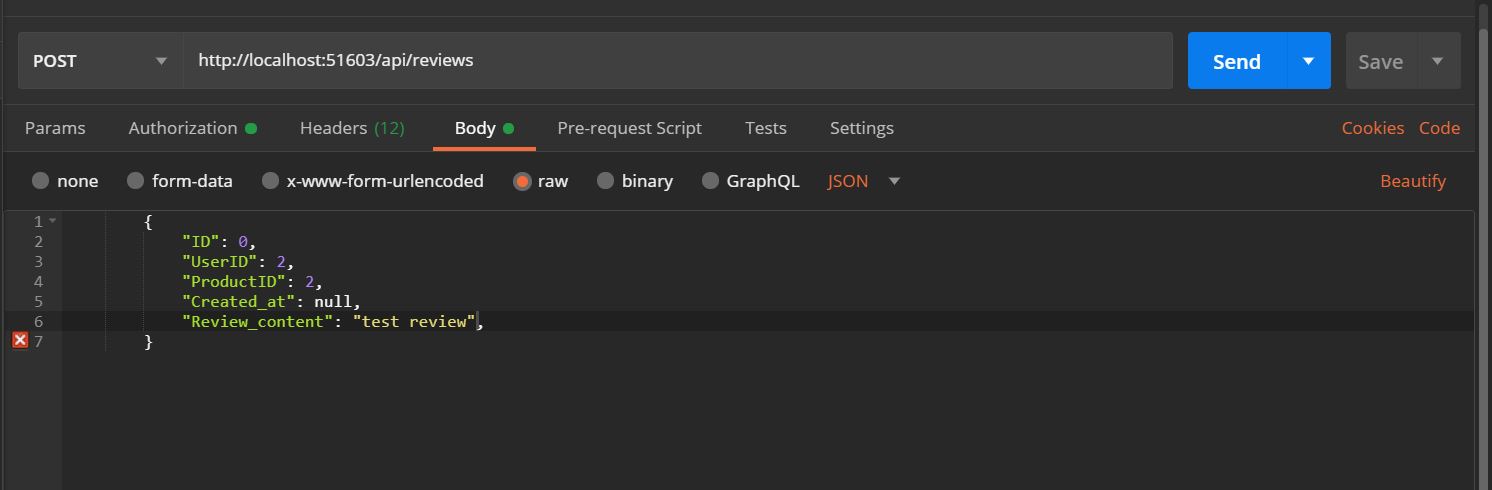 POST http://localhost:51603/api/reviews Send Save
Params Authorization Headers (12) Body Pre-request Script Tests Settings Cookies Code
none form-data x-www-form-urlencoded raw binary GraphQL JSON Beautify
1 {
2 "ID": 0,
3 "UserID": 2,
4 "ProductID": 2,
5 "Created_at": null,
6 "Review_content": "test review",
7 }